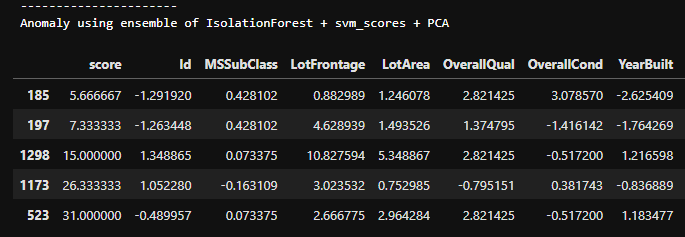 ----------------------
Anomaly using ensemble of IsolationForest + svm_scores + PCA
score Id MSSubClass LotFrontage LotArea OverallQual OverallCond YearBuilt
185 5.666667 -1.291920 0.428102 0.882989 1.246078 2.821425 3.078570 -2.625409
197 7.333333 -1.263448 0.428102 4.628939 1.493526 1.374795 -1.416142 -1.764269
1298 15.000000 1.348865 0.073375 10.827594 5.348867 2.821425 -0.517200 1.216598
1173 26.333333 1.052280 -0.163109 3.023532 0.752985 -0.795151 0.381743 -0.836889
523 31.000000 -0.489957 0.073375 2.666775 2.964284 2.821425 -0.517200 1.183477